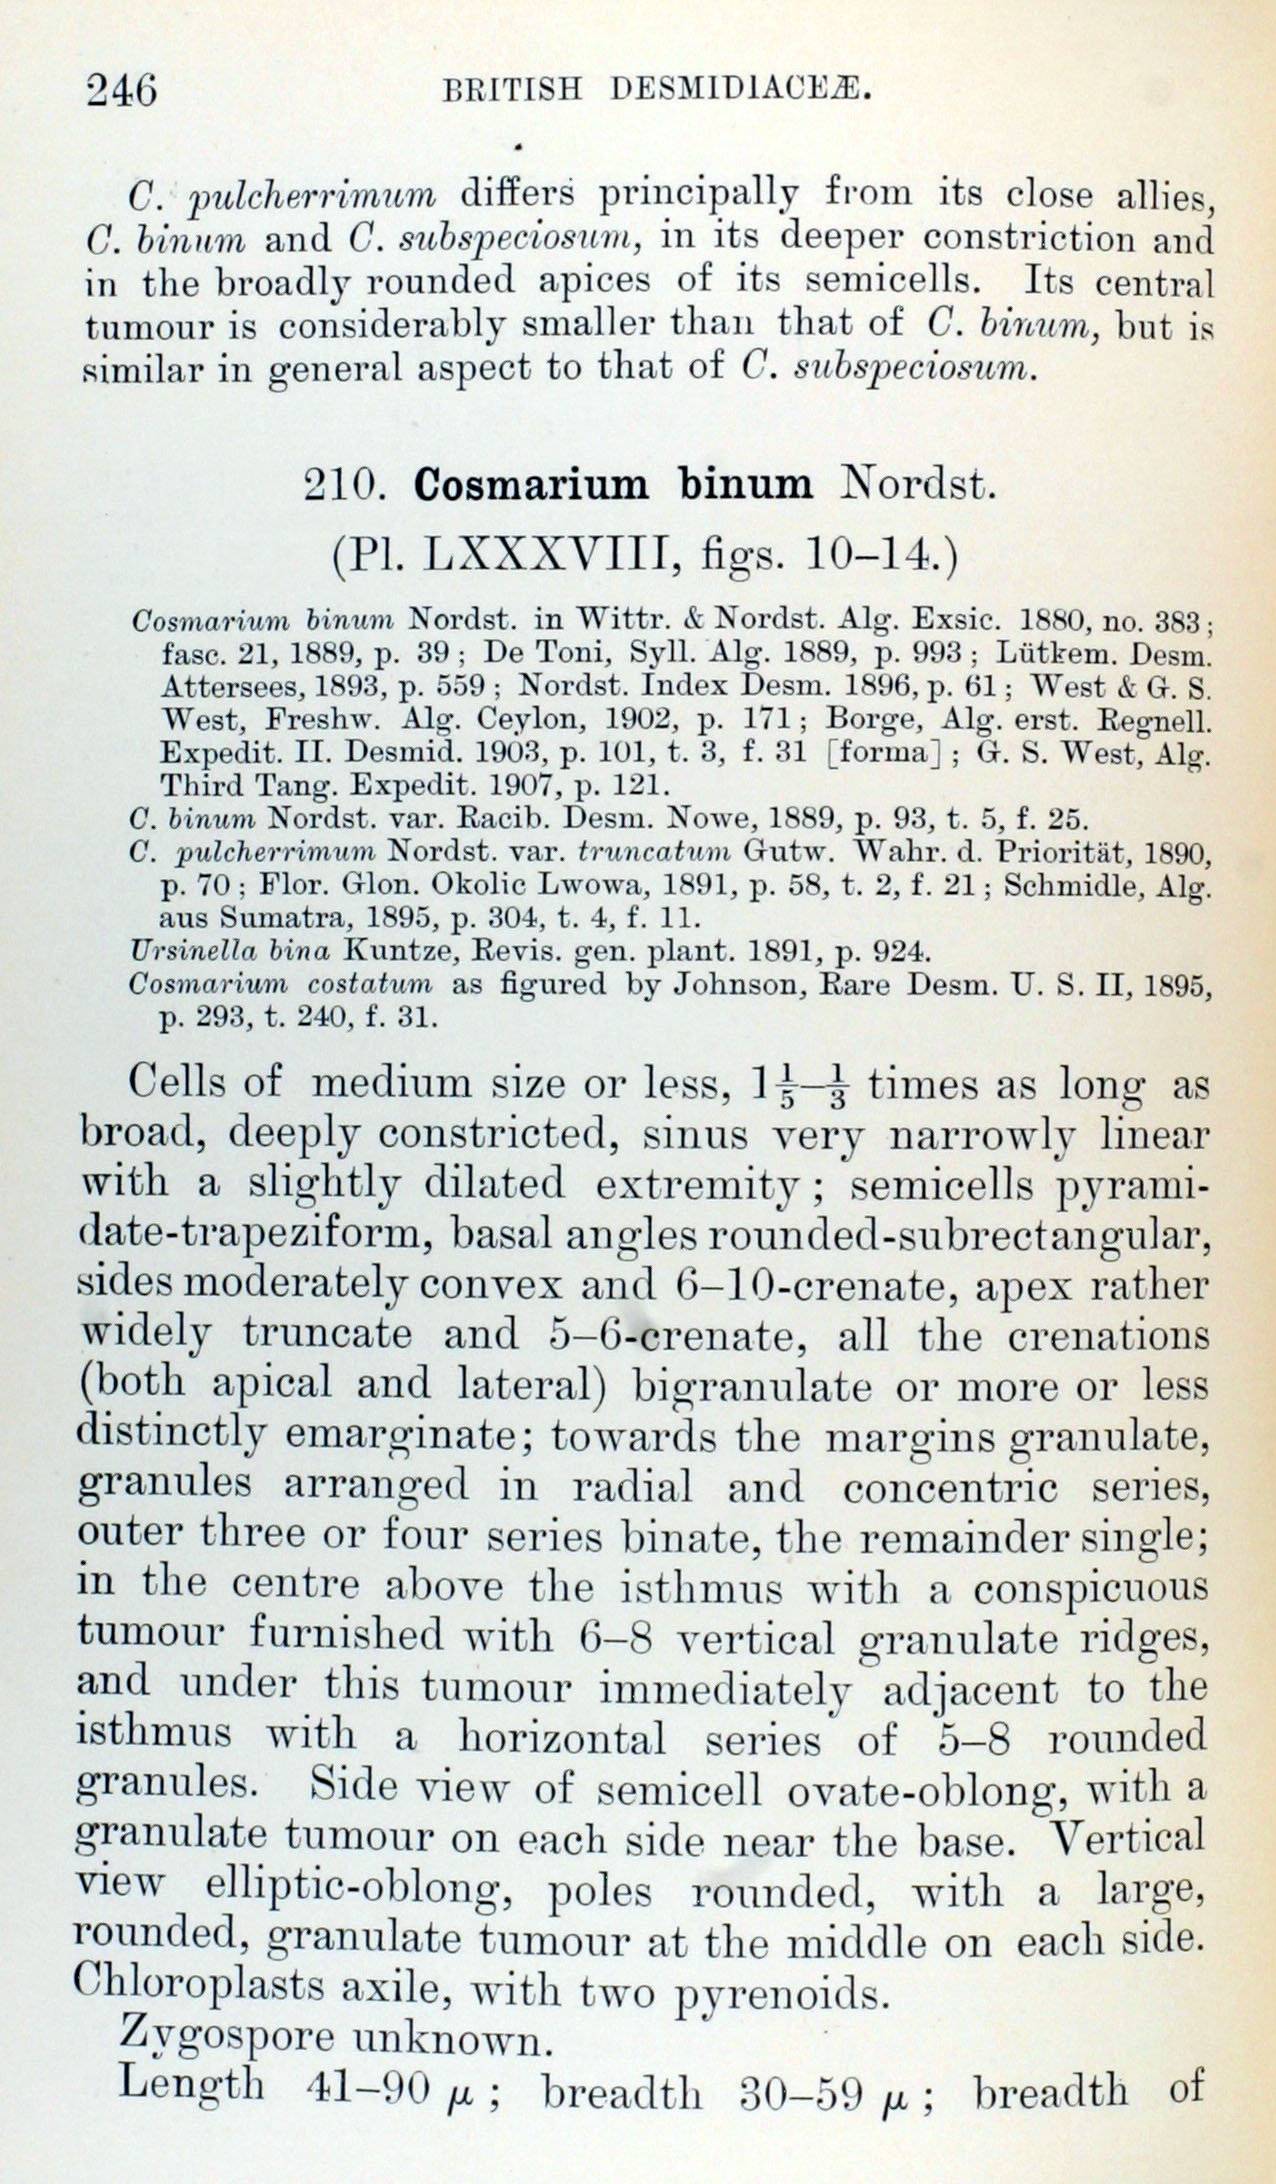 246 BRITISH DESMIDIACEÆ.
C. pulcherrimum differs principally from its close allies,
C. binum and C. subspeciosum, in its deeper constriction and
in the broadly rounded apices of its semicells. Its central
tumour is considerably smaller than that of C. binum, but is
similar in general aspect to that of C. subspeciosum.
210. Cosmarium binum Nordst.
(Pl. LXXXVIII, figs. 10–14.)
Cosmarium binum Nordst. in Wittr. & Nordst. Alg. Exsic. 1880, no. 383;
fasc. 21, 1889, p. 39; De Toni, Syll. Alg. 1889, p. 993; Lütkem. Desm.
Attersees, 1893, p. 559; Nordst. Index Desm. 1896, p. 61; West & G. S.
West, Freshw. Alg. Ceylon, 1902, p. 171; Borge, Alg. erst. Regnell.
Expedit. II. Desmid. 1903, p. 101, t. 3, f. 31 [forma]; G. S. West, Alg.
Third Tang. Expedit. 1907, p. 121.
C. binum Nordst. var. Racib. Desm. Nowe, 1889, p. 93, t. 5, f. 25.
C. pulcherrimum Nordst. var. truncatum Gutw. Wahr. d. Priorität, 1890,
p. 70; Flor. Glon. Okolic Lwowa, 1891, p. 58, t. 2, f. 21; Schmidle, Alg.
aus Sumatra, 1895, p. 304, t. 4, f. 11.
Ursinella bina Kuntze, Revis. gen. plant. 1891, p. 924.
Cosmarium costatum as figured by Johnson, Rare Desm. U. S. II, 1895,
p. 293, t. 240, f. 31.
Cells of medium size or less, 1⅕–⅓ times as long as
broad, deeply constricted, sinus very narrowly linear
with a slightly dilated extremity; semicells pyrami-
date-trapeziform, basal angles rounded-subrectangular,
sides moderately convex and 6–10-crenate, apex rather
widely truncate and 5–6-crenate, all the crenations
(both apical and lateral) bigranulate or more or less
distinctly emarginate; towards the margins granulate,
granules arranged in radial and concentric series,
outer three or four series binate, the remainder single;
in the centre above the isthmus with a conspicuous
tumour furnished with 6–8 vertical granulate ridges,
and under this tumour immediately adjacent to the
isthmus with a horizontal series of 5–8 rounded
granules. Side view of semicell ovate-oblong, with a
granulate tumour on each side near the base. Vertical
view elliptic-oblong, poles rounded, with a large,
rounded, granulate tumour at the middle on each side.
Chloroplasts axile, with two pyrenoids.
Zygospore unknown.
Length 41–90 μ; breadth 30–59 μ; breadth of